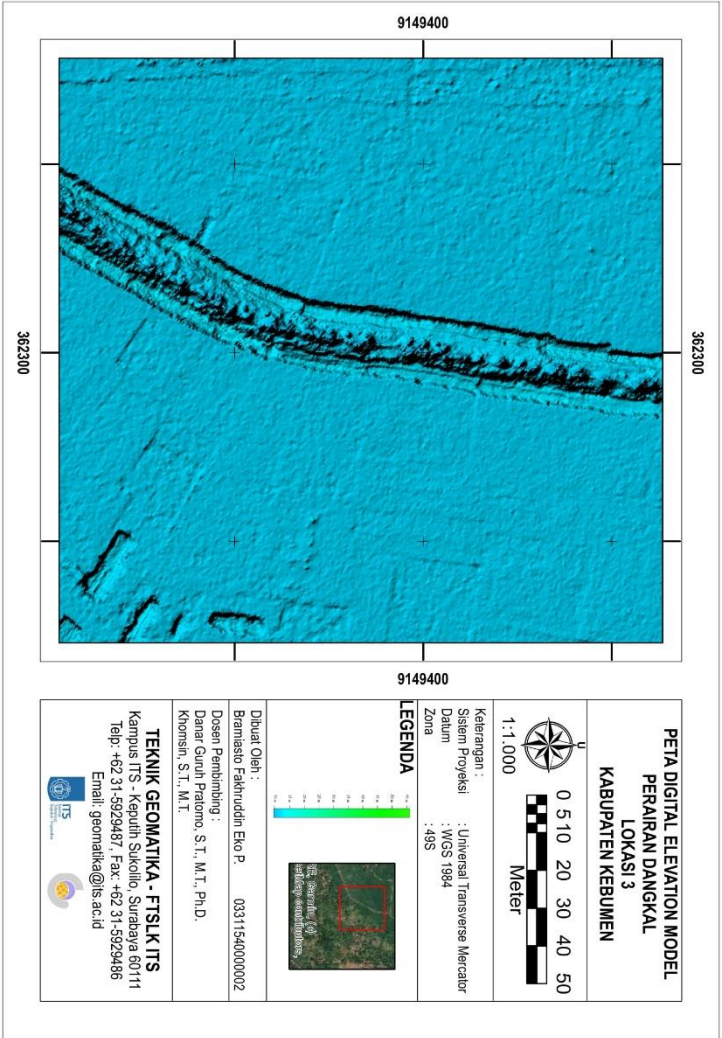 9149400
362300
362300
9149400
PETA DIGITAL ELEVATION MODEL
PERAIRAN DANGKAL
LOKASI 3
KABUPATEN KEBUMEN
U
1:1.000
0 5 10 20 30 40 50
Meter
Keterangan :
Sistem Proyeksi : Universal Transverse Mercator
Datum : WGS 1984
Zona : 49S
LEGENDA
Dibuat Oleh :
Bramiasto Fakhruddin Eko P. 03311540000002
Dosen Pembimbing :
Danar Guruh Pratomo, S.T., M.T., Ph.D.
Khomsin, S.T., M.T.
TEKNIK GEOMATIKA - FTSLK ITS
Kampus ITS - Keputih Sukolilo, Surabaya 60111
Telp: +62 31-5929487, Fax: +62 31-5929486
Email: geomatika@its.ac.id
ITS